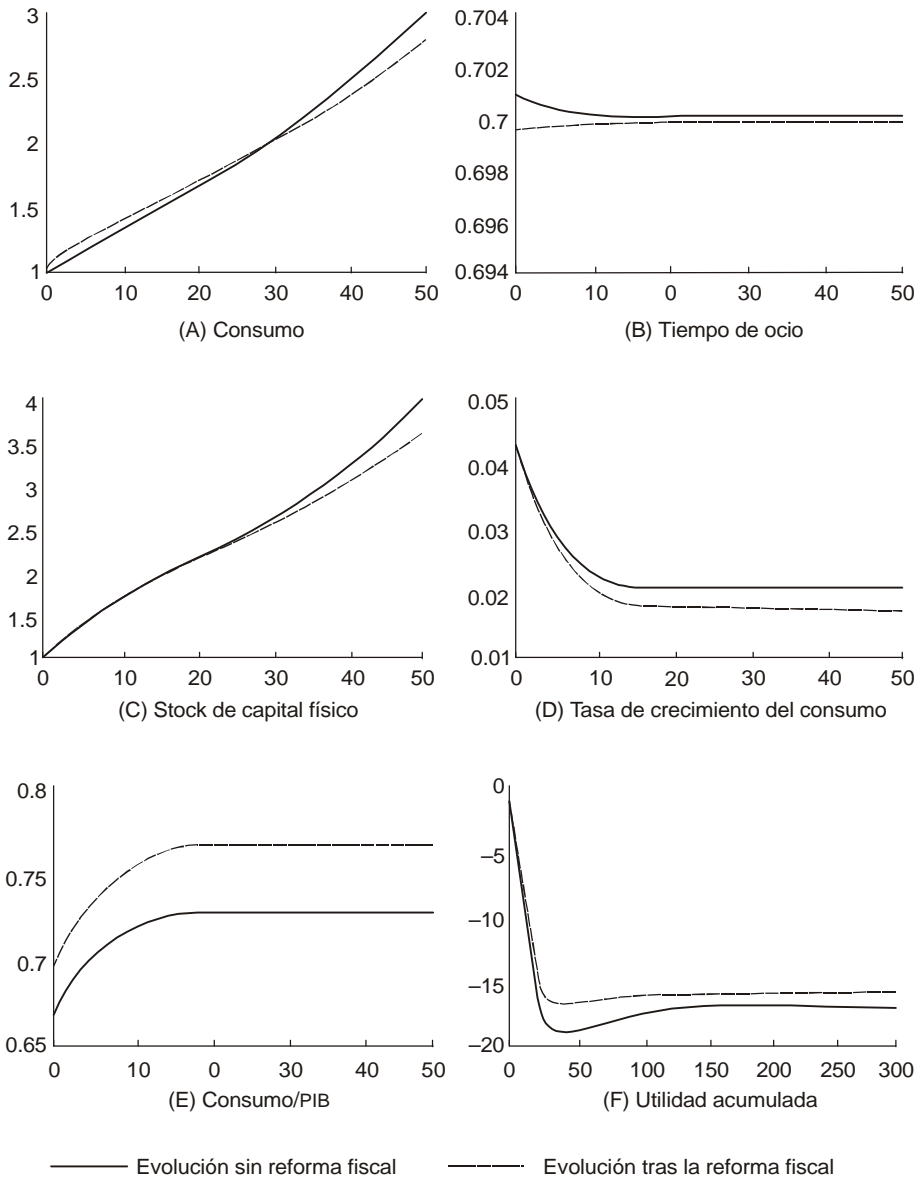 3
2.5
2
1.5
1
0 10 20 30 40 50
(A) Consumo
0.704
0.702
0.7
0.698
0.696
0.694
0 10 0 30 40 50
(B) Tiempo de ocio
4
3.5
3
2.5
2
1.5
1
0 10 20 30 40 50
(C) Stock de capital físico
0.05
0.04
0.03
0.02
0.01
0 10 20 30 40 50
(D) Tasa de crecimiento del consumo
0.8
0.75
0.7
0.65
0 10 0 30 40 50
(E) Consumo/PIB
0
–5
–10
–15
–20
0 50 100 150 200 250 300
(F) Utilidad acumulada
Evolución sin reforma fiscal
Evolución tras la reforma fiscal